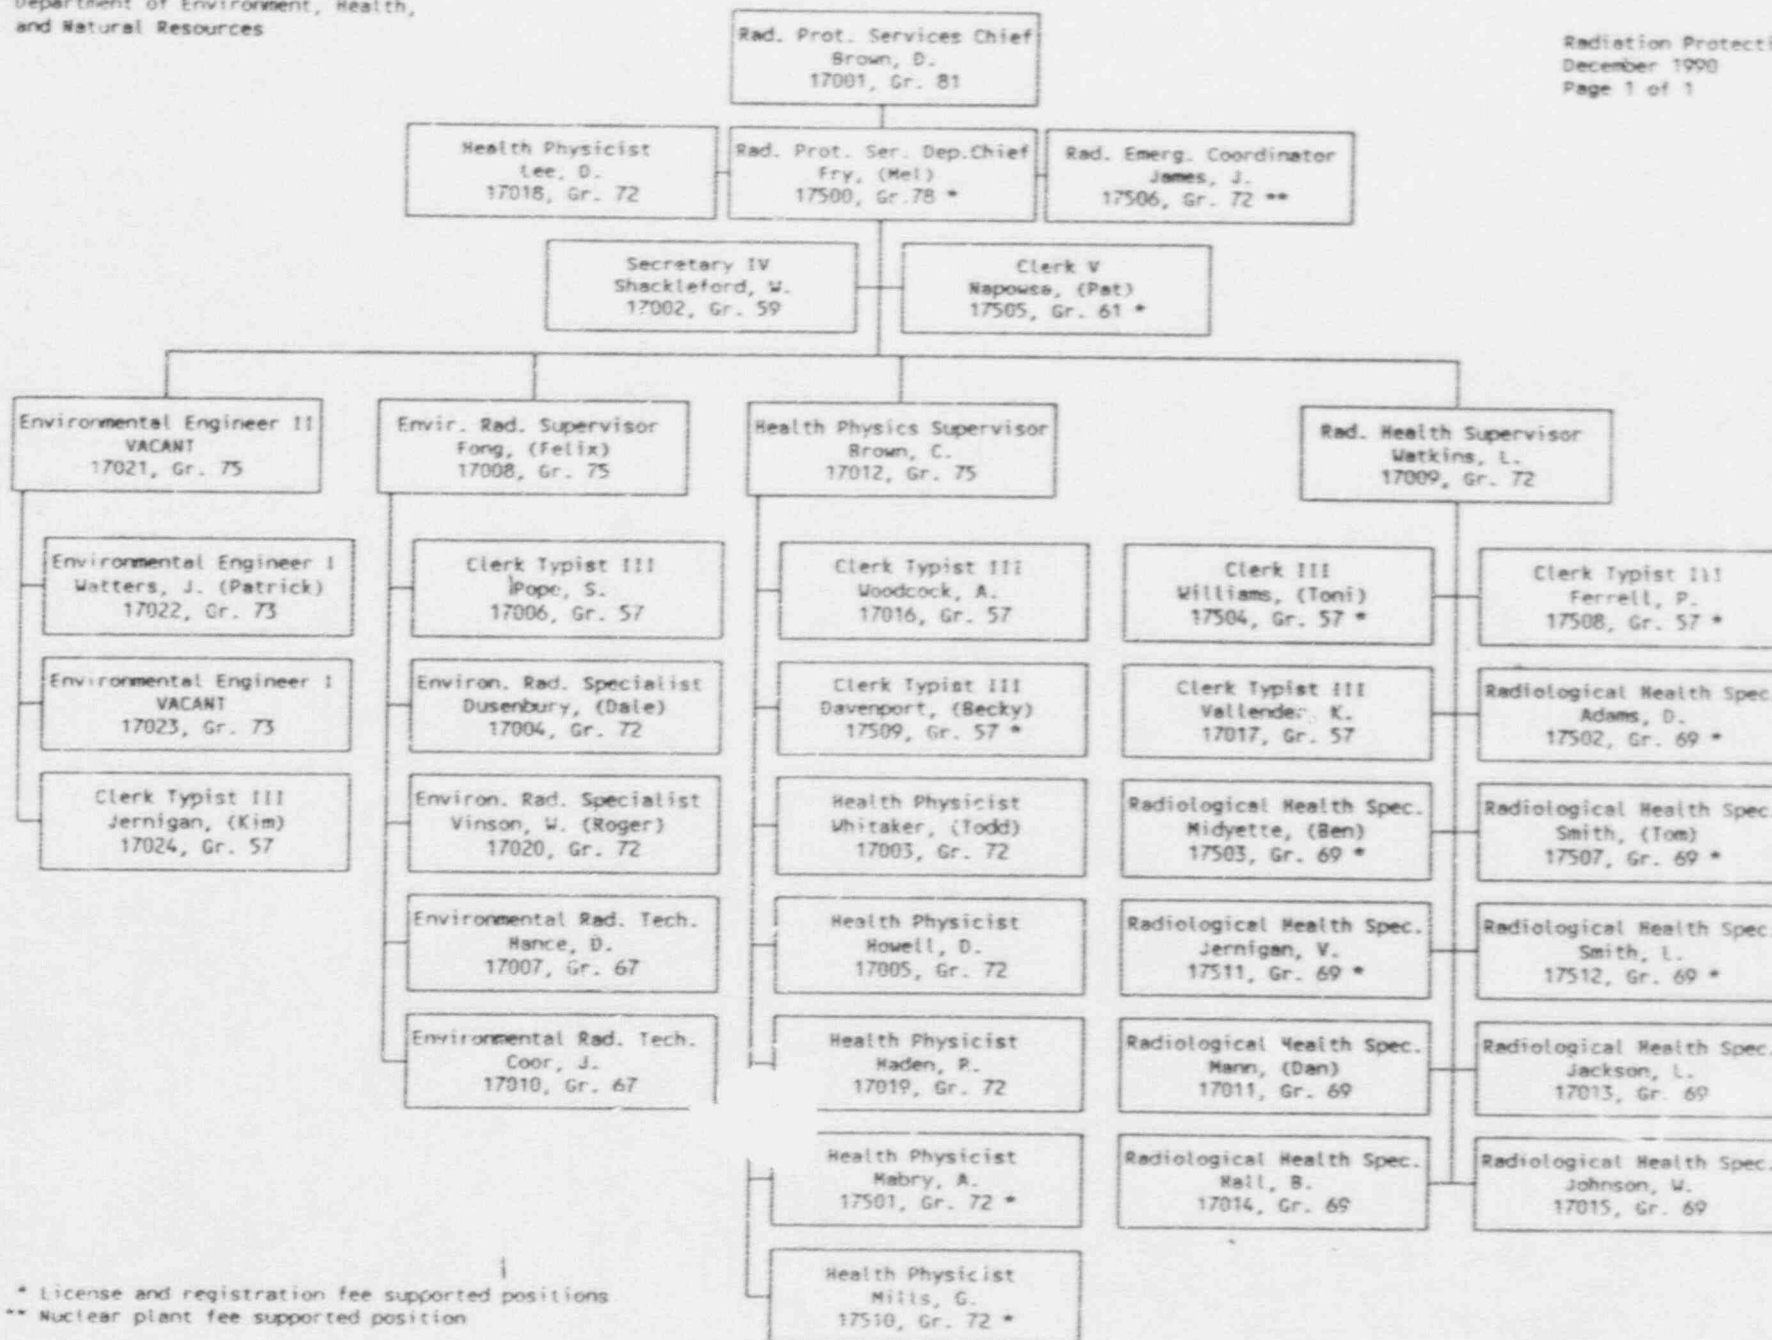 Department of Environment, Health,
and Natural Resources
Radiation Protecti
December 1990
Page 1 of 1
Rad. Prot. Services Chief
Brown, D.
17001, Gr. 81
Health Physicist
Lee, D.
17018, Gr. 72
Rad. Prot. Ser. Dep.Chief
Fry, (Mel)
17500, Gr.78 *
Rad. Emerg. Coordinator
James, J.
17506, Gr. 72 **
Secretary IV
Shackleford, W.
17002, Gr. 59
Clerk V
Napowsa, (Pat)
17505, Gr. 61 *
Environmental Engineer II
VACANT
17021, Gr. 75
Envir. Rad. Supervisor
Fong, (Felix)
17008, Gr. 75
Health Physics Supervisor
Brown, C.
17012, Gr. 75
Rad. Health Supervisor
Watkins, L.
17009, Gr. 72
Environmental Engineer I
Watters, J. (Patrick)
17022, Gr. 73
Environmental Engineer I
VACANT
17023, Gr. 73
Clerk Typist III
Jernigan, (Kim)
17024, Gr. 57
Clerk Typist III
Pope, S.
17006, Gr. 57
Environ. Rad. Specialist
Dusenbury, (Dale)
17004, Gr. 72
Environ. Rad. Specialist
Vinson, W. (Roger)
17020, Gr. 72
Environmental Rad. Tech.
Hance, D.
17007, Gr. 67
Environmental Rad. Tech.
Coor, J.
17010, Gr. 67
Clerk Typist III
Woodcock, A.
17016, Gr. 57
Clerk Typist III
Davenport, (Becky)
17509, Gr. 57 *
Health Physicist
Whitaker, (Todd)
17003, Gr. 72
Health Physicist
Howell, D.
17005, Gr. 72
Health Physicist
Haden, R.
17019, Gr. 72
Health Physicist
Mabry, A.
17501, Gr. 72 *
Health Physicist
Mills, G.
17510, Gr. 72 *
Clerk III
Williams, (Toni)
17504, Gr. 57 *
Clerk Typist III
Vallender, K.
17017, Gr. 57
Radiological Health Spec.
Midyette, (Ben)
17503, Gr. 69 *
Radiological Health Spec.
Jernigan, V.
17511, Gr. 69 *
Radiological Health Spec.
Mann, (Dan)
17011, Gr. 69
Radiological Health Spec.
Hall, B.
17014, Gr. 69
Clerk Typist III
Ferrell, P.
17508, Gr. 57 *
Radiological Health Spec.
Adams, D.
17502, Gr. 69 *
Radiological Health Spec.
Smith, (Tom)
17507, Gr. 69 *
Radiological Health Spec.
Smith, L.
17512, Gr. 69 *
Radiological Health Spec.
Jackson, L.
17013, Gr. 69
Radiological Health Spec.
Johnson, W.
17015, Gr. 69
* License and registration fee supported positions
** Nuclear plant fee supported position